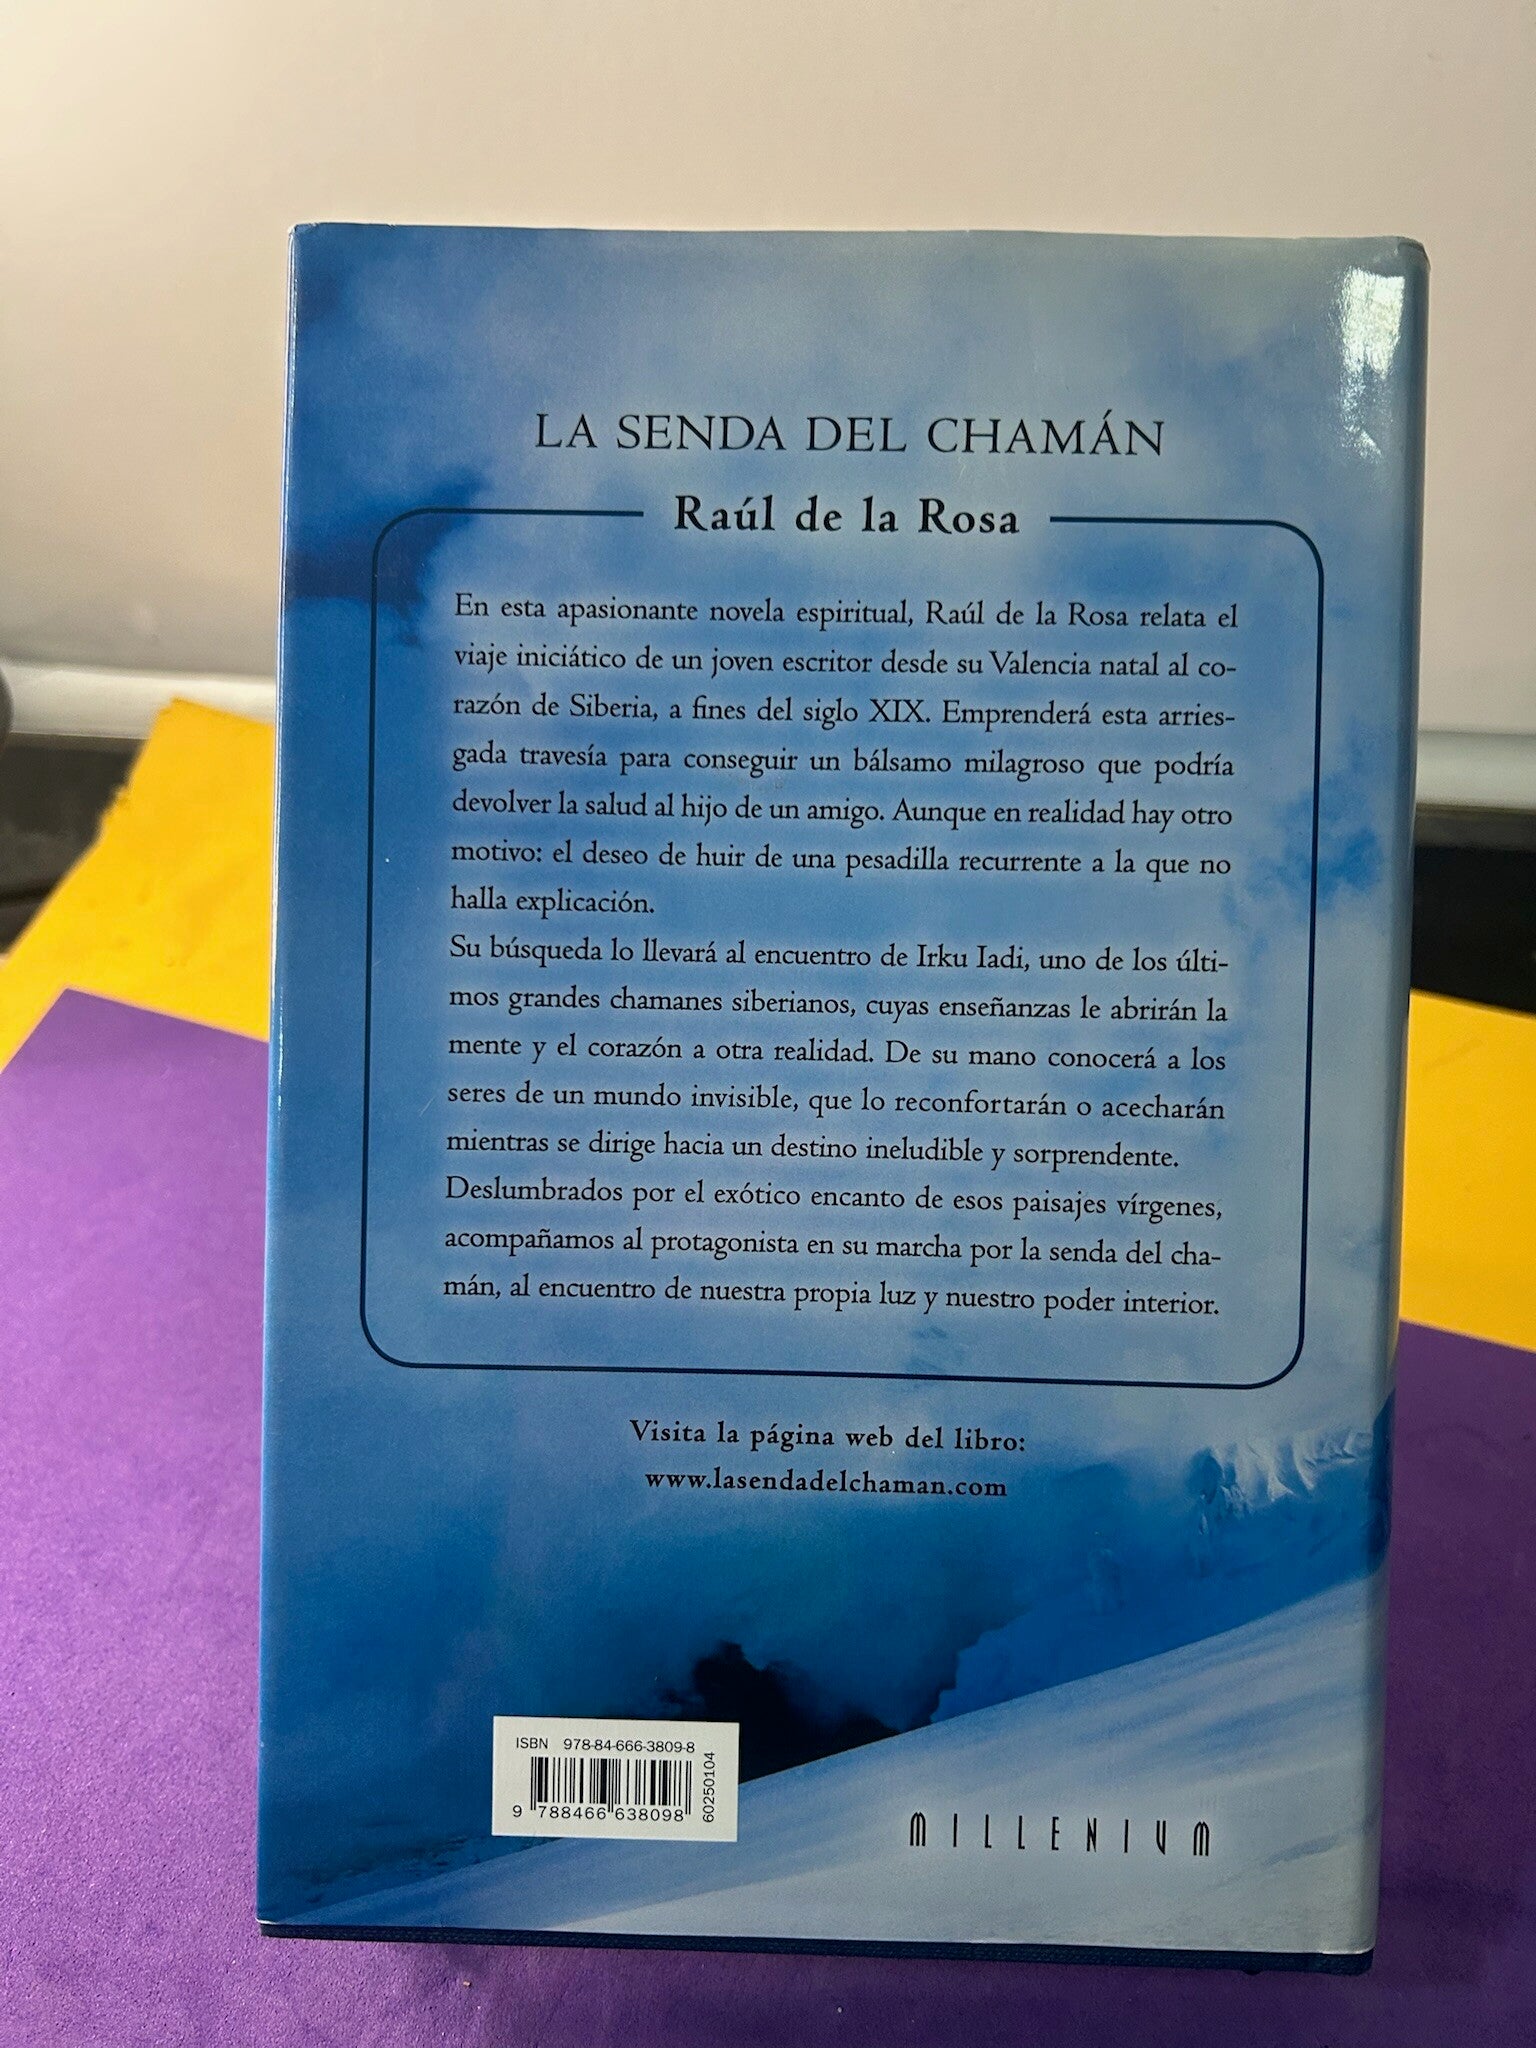 LA SENDA DEL CHAMÁN
Raúl de la Rosa
En esta apasionante novela espiritual, Raúl de la Rosa relata el
viaje iniciático de un joven escritor desde su Valencia natal al co-
razón de Siberia, a fines del siglo XIX. Emprenderá esta arries-
gada travesía para conseguir un bálsamo milagroso que podría
devolver la salud al hijo de un amigo. Aunque en realidad hay otro
motivo: el deseo de huir de una pesadilla recurrente a la que no
halla explicación.
Su búsqueda lo llevará al encuentro de Irku Iadi, uno de los últi-
mos grandes chamanes siberianos, cuyas enseñanzas le abrirán la
mente y el corazón a otra realidad. De su mano conocerá a los
seres de un mundo invisible, que lo reconfortarán o acecharán
mientras se dirige hacia un destino ineludible y sorprendente.
Deslumbrados por el exótico encanto de esos paisajes vírgenes,
acompañamos al protagonista en su marcha por la senda del cha-
mán, al encuentro de nuestra propia luz y nuestro poder interior.
Visita la página web del libro:
www.lasendadelchaman.com
ISBN 978-84-666-3809-8
9 788466 638098
60250104
MILLENIUM